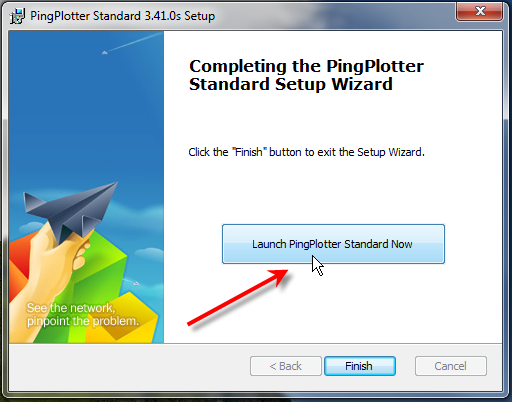 PingPlotter Standard 3.41.0s Setup
Completing the PingPlotter
Standard Setup Wizard
Click the "Finish" button to exit the Setup Wizard.
Launch PingPlotter Standard Now
See the network,
pinpoint the problem.
< Back
Finish
Cancel